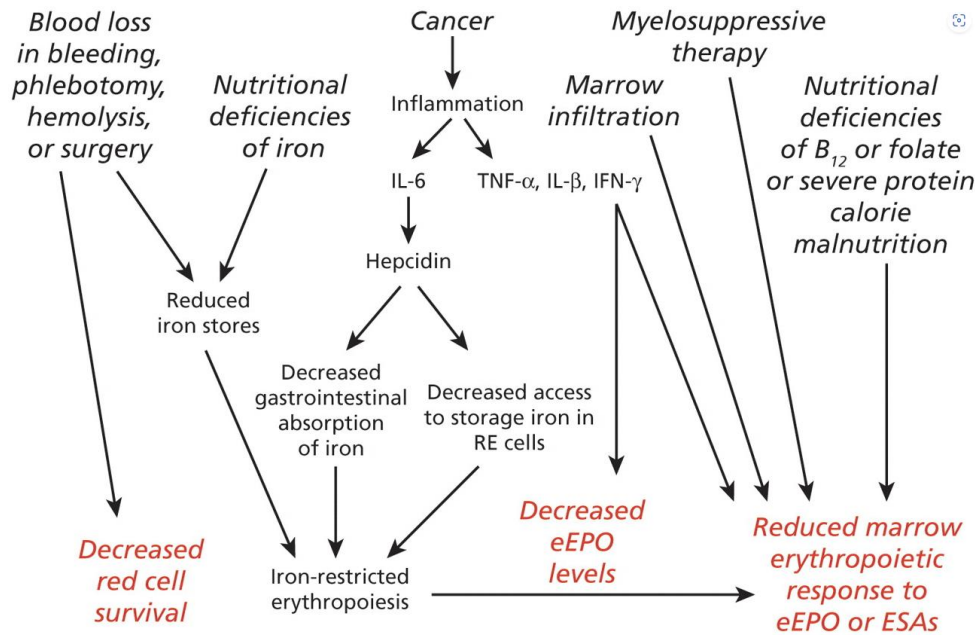 Blood loss
in bleeding,
phlebotomy,
hemolysis,
or surgery
Nutritional
deficiencies
of iron
Cancer
Inflammation
IL-6
TNF-α, IL-β, IFN-γ
Hepcidin
Marrow
infiltration
Myelosuppressive
therapy
Nutritional
deficiencies
of B12 or folate
or severe protein
calorie
malnutrition
Reduced
iron stores
Decreased
gastrointestinal
absorption
of iron
Decreased access
to storage iron in
RE cells
Decreased
red cell
survival
Iron-restricted
erythropoiesis
Decreased
eEPO
levels
Reduced marrow
erythropoietic
response to
eEPO or ESAs